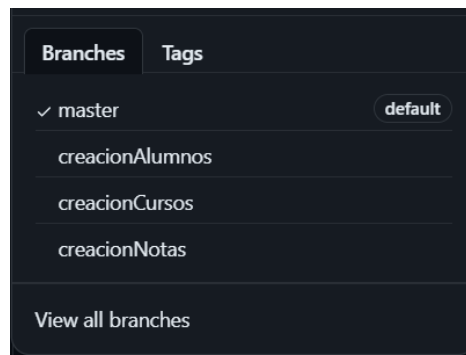 Branches Tags
master default
creacionAlumnos
creacionCursos
creacionNotas
View all branches